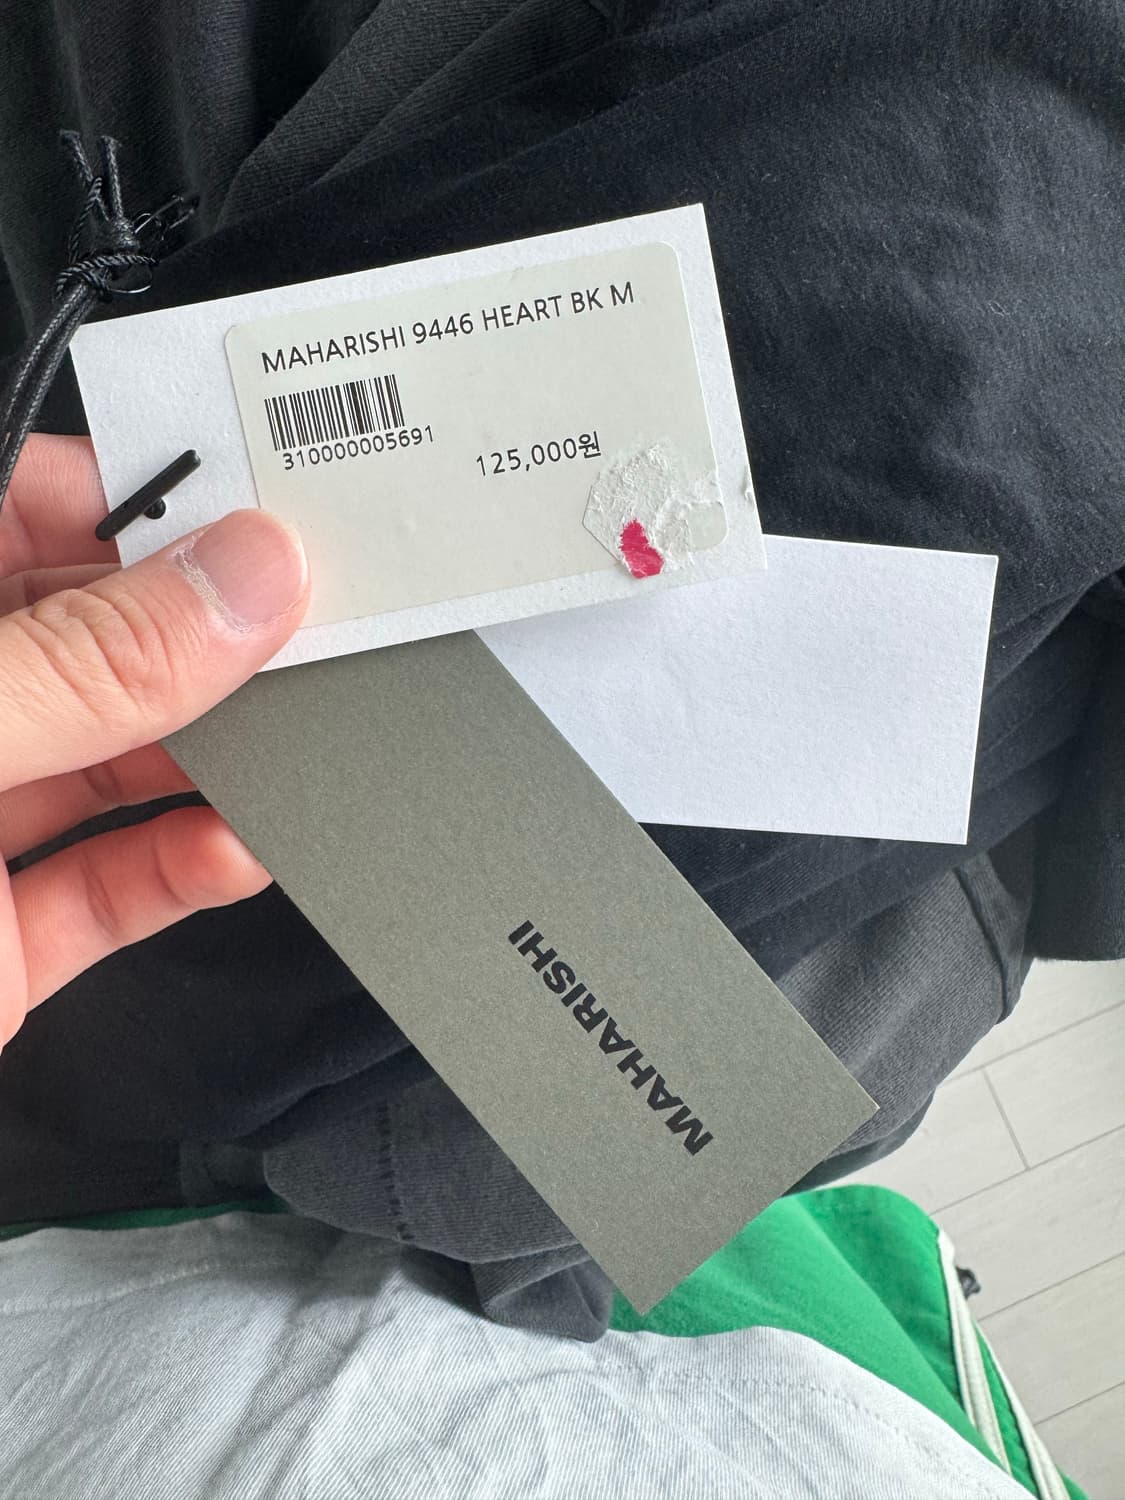 MAHARISHI 9446 HEART BK M
310000005691
125,000원
MAHARISHI